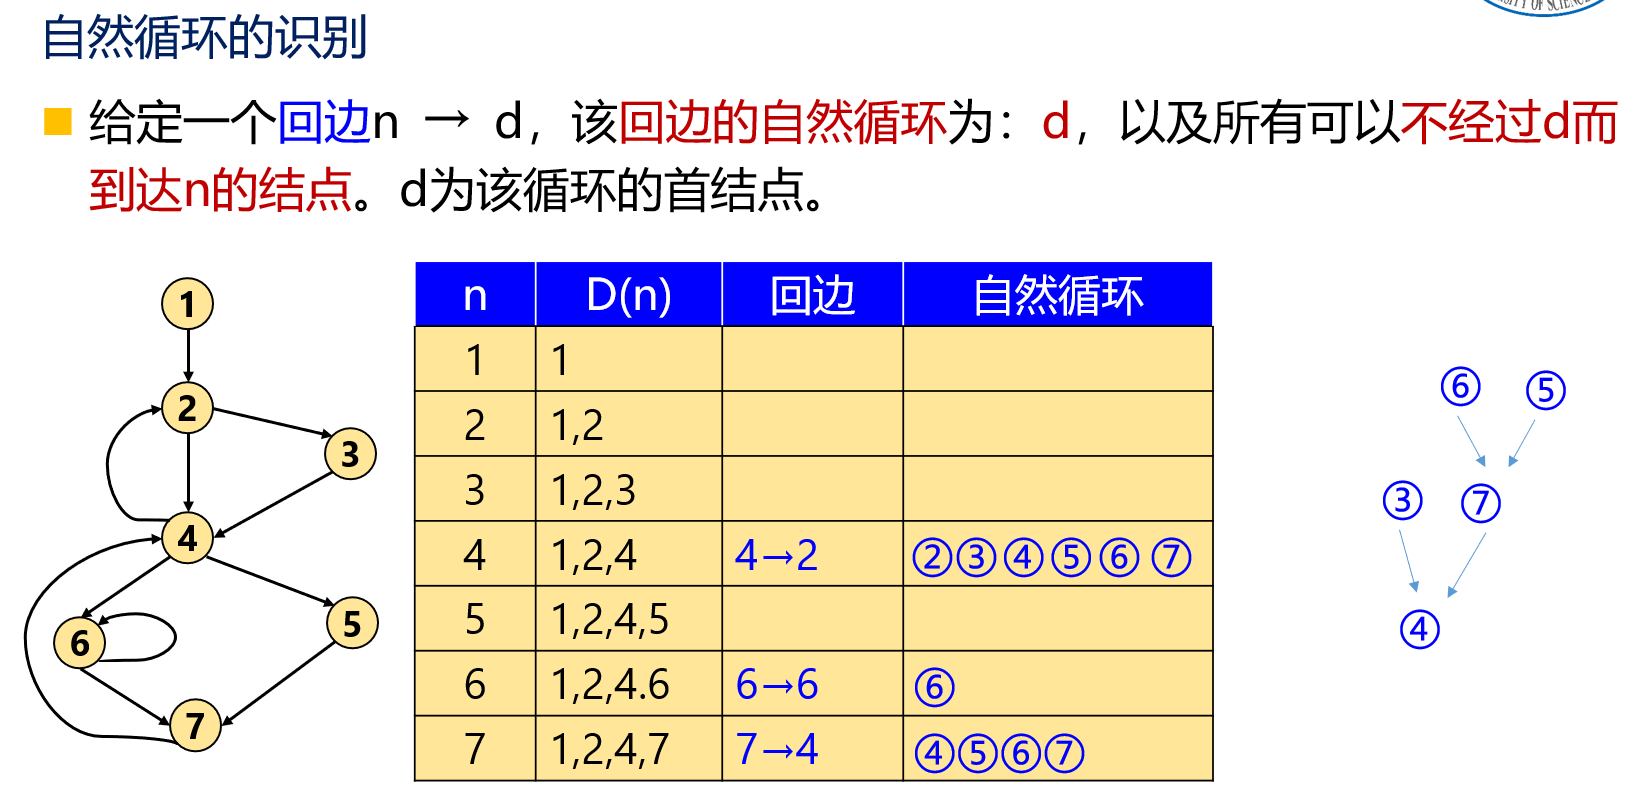 自然循环的识别
给定一个回边n → d，该回边的自然循环为：d，以及所有可以不经过d而
到达n的结点。d为该循环的首结点。
1
2
3
4
6
5
7
n D(n) 回边 自然循环
1 1
2 1,2
3 1,2,3
4 1,2,4 4→2 ②③④⑤⑥⑦
5 1,2,4,5
6 1,2,4.6 6→6 ⑥
7 1,2,4,7 7→4 ④⑤⑥⑦
⑥ ⑤
③ ⑦
④